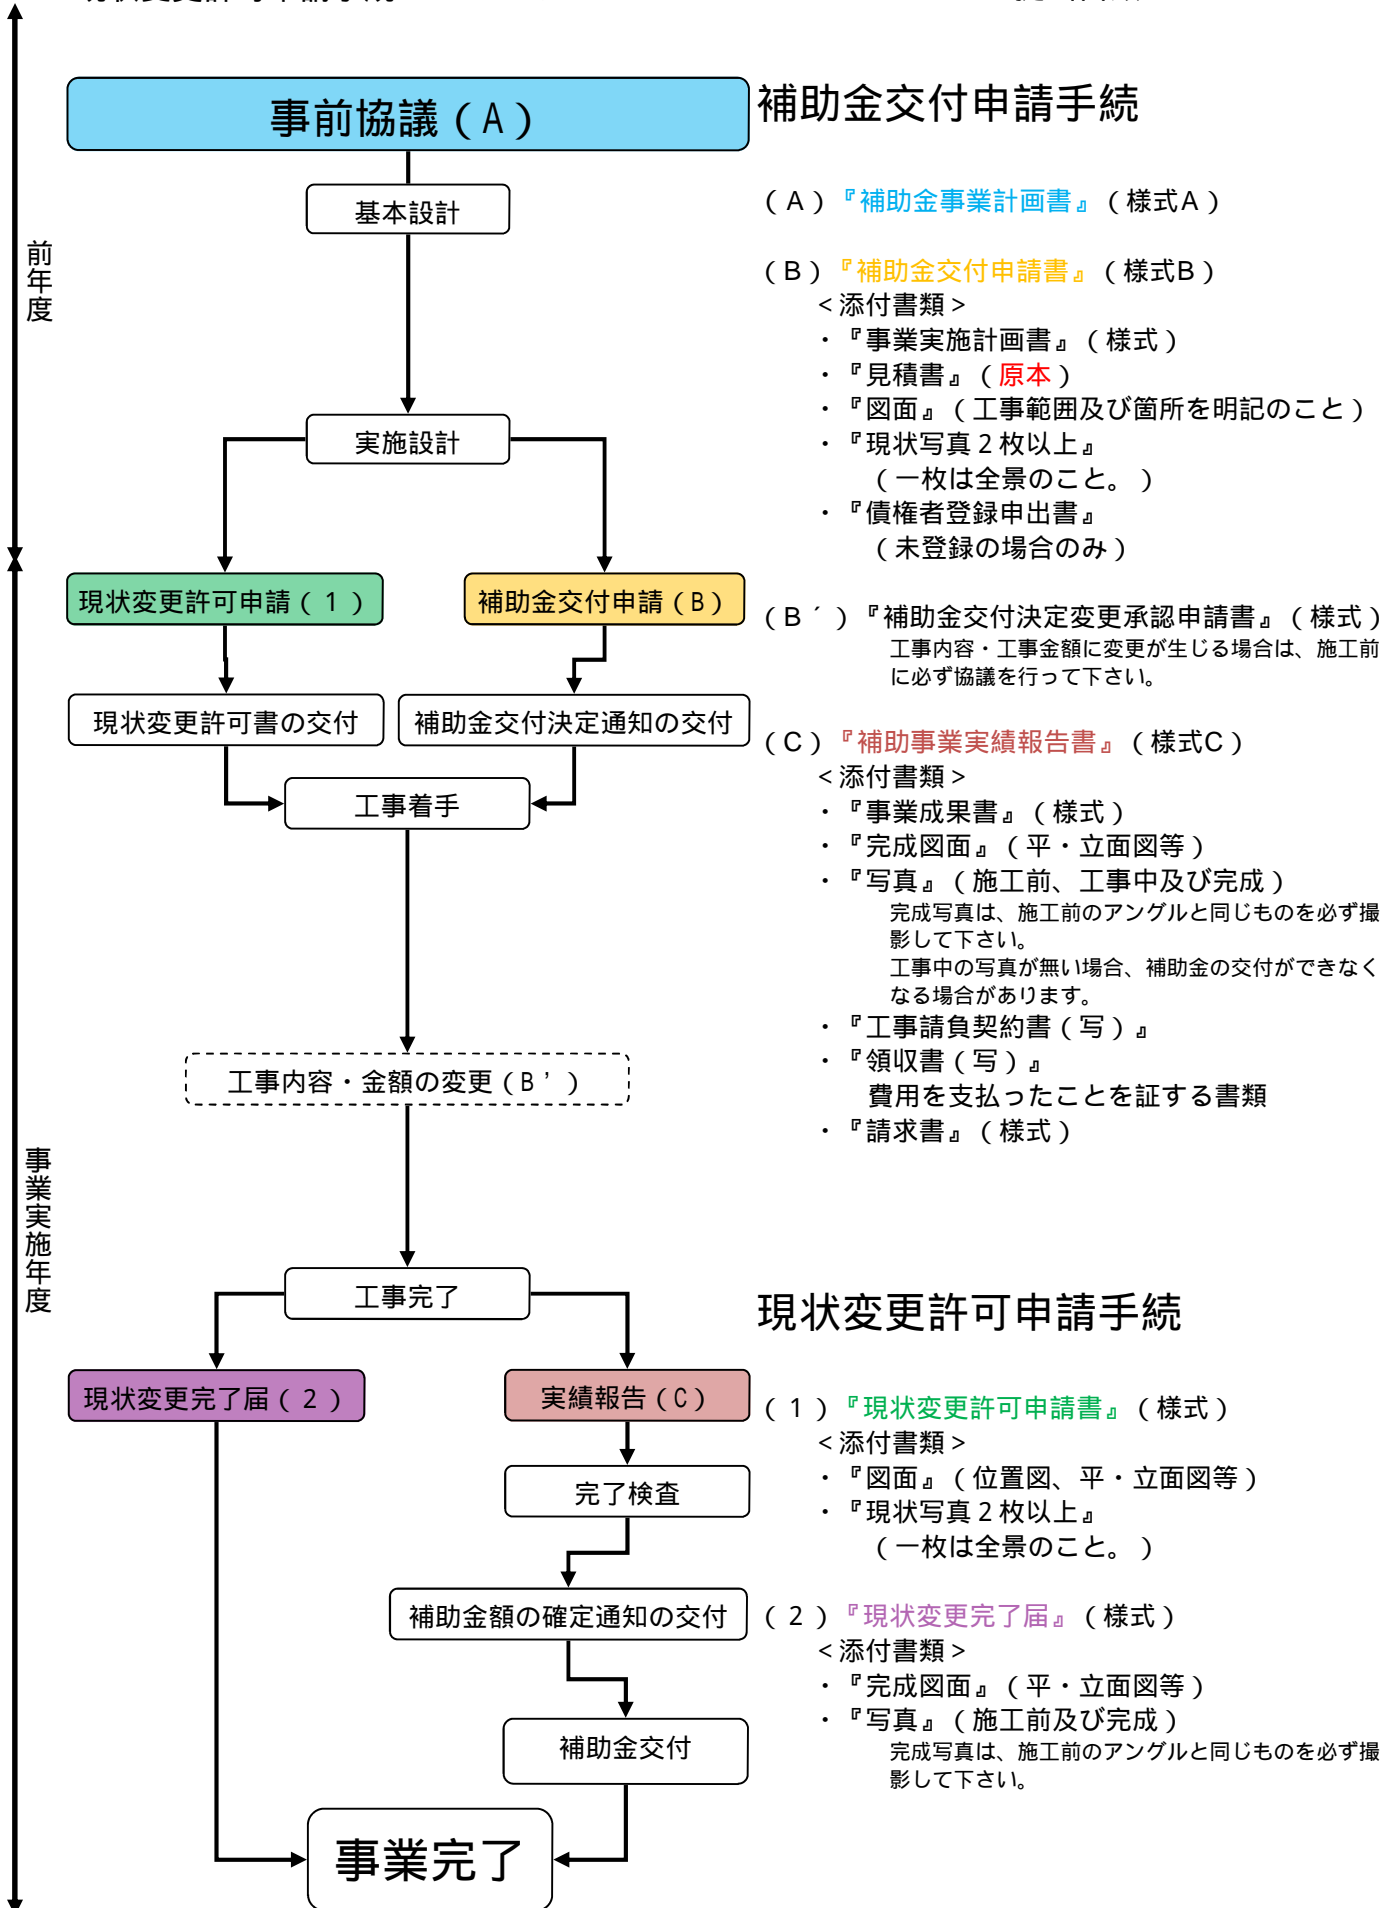 事前協議（A）
基本設計
前年度
実施設計
現状変更許可申請（1）
補助金交付申請（B）
現状変更許可書の交付
補助金交付決定通知の交付
工事着手
工事内容・金額の変更（B’）
事業実施年度
工事完了
現状変更完了届（2）
実績報告（C）
完了検査
補助金額の確定通知の交付
補助金交付
事業完了
補助金交付申請手続
（A）『補助金事業計画書』（様式A）
（B）『補助金交付申請書』（様式B）
＜添付書類＞
・『事業実施計画書』（様式）
・『見積書』（原本）
・『図面』（工事範囲及び箇所を明記のこと）
・『現状写真2枚以上』
（一枚は全景のこと。）
・『債権者登録申出書』
（未登録の場合のみ）
（B´）『補助金交付決定変更承認申請書』（様式）
工事内容・工事金額に変更が生じる場合は、施工前
に必ず協議を行って下さい。
（C）『補助事業実績報告書』（様式C）
＜添付書類＞
・『事業成果書』（様式）
・『完成図面』（平・立面図等）
・『写真』（施工前、工事中及び完成）
完成写真は、施工前のアングルと同じものを必ず撮
影して下さい。
工事中の写真が無い場合、補助金の交付ができなく
なる場合があります。
・『工事請負契約書（写）』
・『領収書（写）』
費用を支払ったことを証する書類
・『請求書』（様式）
現状変更許可申請手続
（1）『現状変更許可申請書』（様式）
＜添付書類＞
・『図面』（位置図、平・立面図等）
・『現状写真2枚以上』
（一枚は全景のこと。）
（2）『現状変更完了届』（様式）
＜添付書類＞
・『完成図面』（平・立面図等）
・『写真』（施工前及び完成）
完成写真は、施工前のアングルと同じものを必ず撮
影して下さい。